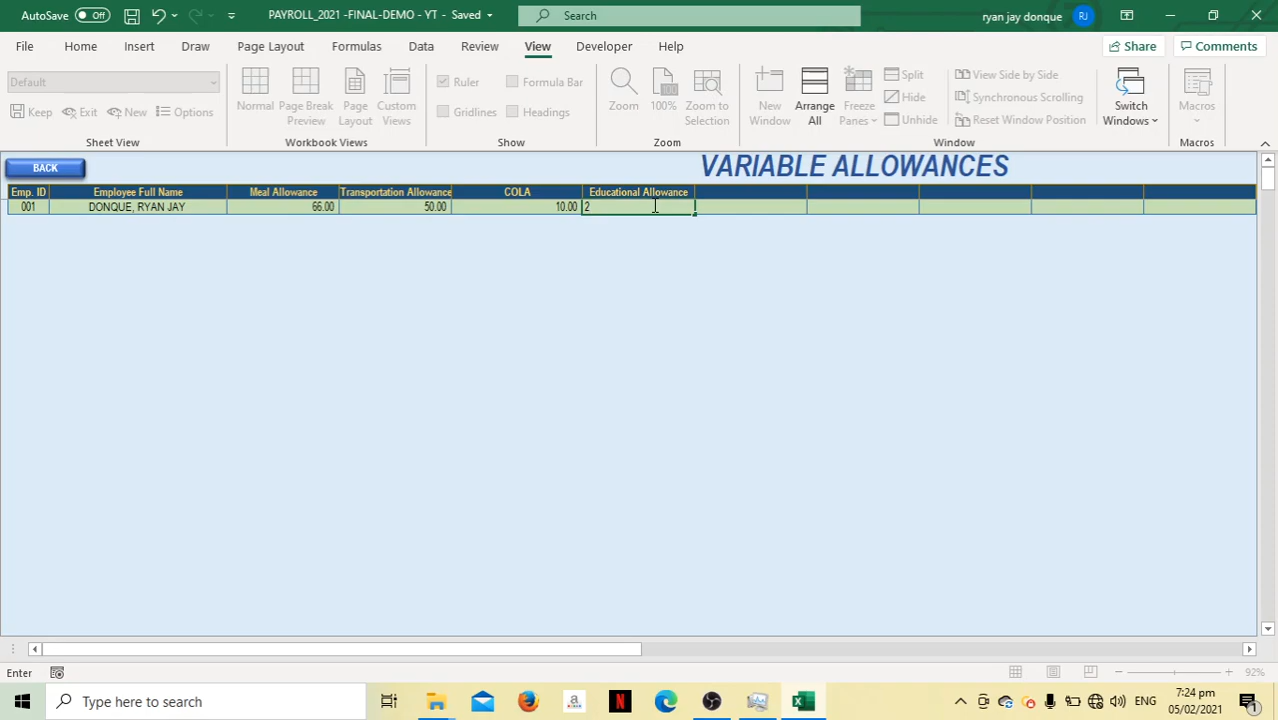 AutoSave Off PAYROLL_2021 -FINAL-DEMO - YT - Saved Search ryan jay donque RJ
File Home Insert Draw Page Layout Formulas Data Review View Developer Help Share Comments
Default
Keep Exit New Options
Sheet View
Normal
Page Break Preview
Page Layout
Custom Views
Workbook Views
Ruler Formula Bar
Gridlines Headings
Show
Zoom
100%
Zoom to Selection
Zoom
New Window
Arrange All
Freeze Panes
Split
Hide
Unhide
View Side by Side
Synchronous Scrolling
Reset Window Position
Switch Windows
Window
Macros
Macros
BACK VARIABLE ALLOWANCES
Emp. ID Employee Full Name Meal Allowance Transportation Allowance COLA Educational Allowance
001 DONQUE, RYAN JAY 66.00 50.00 10.00 2
Enter 92%
Type here to search a N ENG 7:24 pm
05/02/2021 1